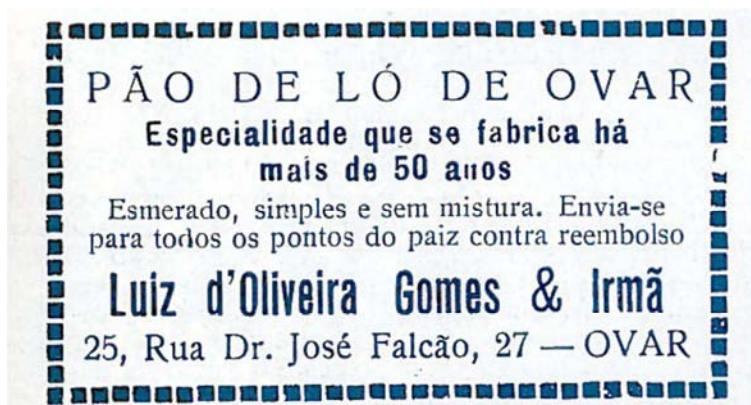 PÃO DE LÓ DE OVAR
Especialidade que se fabrica há
mais de 50 anos
Esmerado, simples e sem mistura. Envia-se
para todos os pontos do paiz contra reembolso
Luiz d'Oliveira Gomes & Irmã
25, Rua Dr. José Falcão, 27 — OVAR